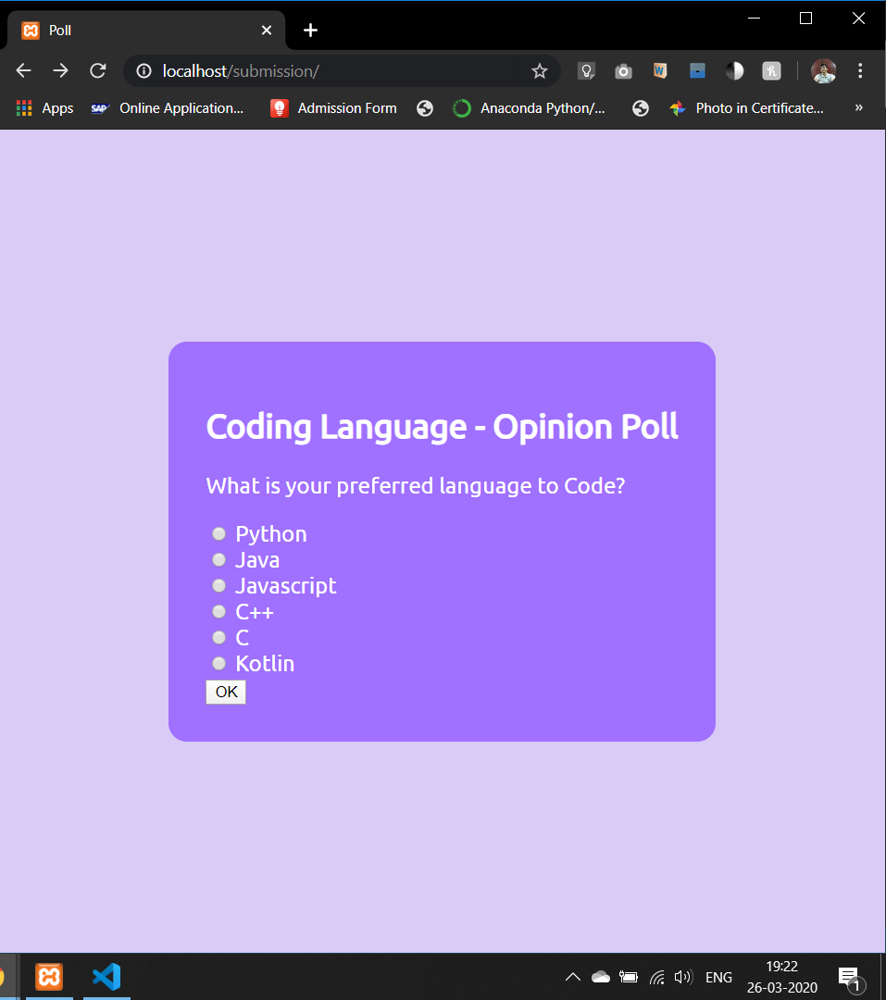 Poll
localhost/submission/
Apps
SAP
Online Application...
Admission Form
Anaconda Python/...
Photo in Certificate...
»
Coding Language - Opinion Poll
What is your preferred language to Code?
Python
Java
Javascript
C++
C
Kotlin
OK
ENG
19:22
26-03-2020
1